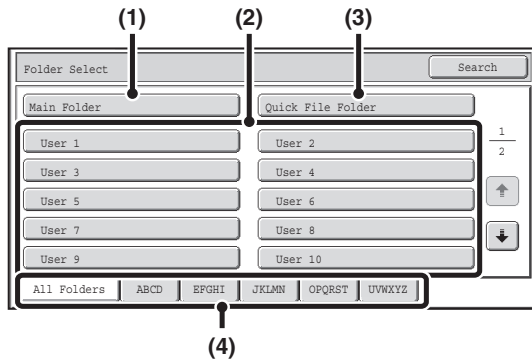 (1) (2) (3)
Folder Select Search
Main Folder Quick File Folder
User 1 User 2
User 3 User 4
User 5 User 6
User 7 User 8
User 9 User 10
1
2
All Folders ABCD EFGHI JKLMN OPQRST UVWXYZ
(4)